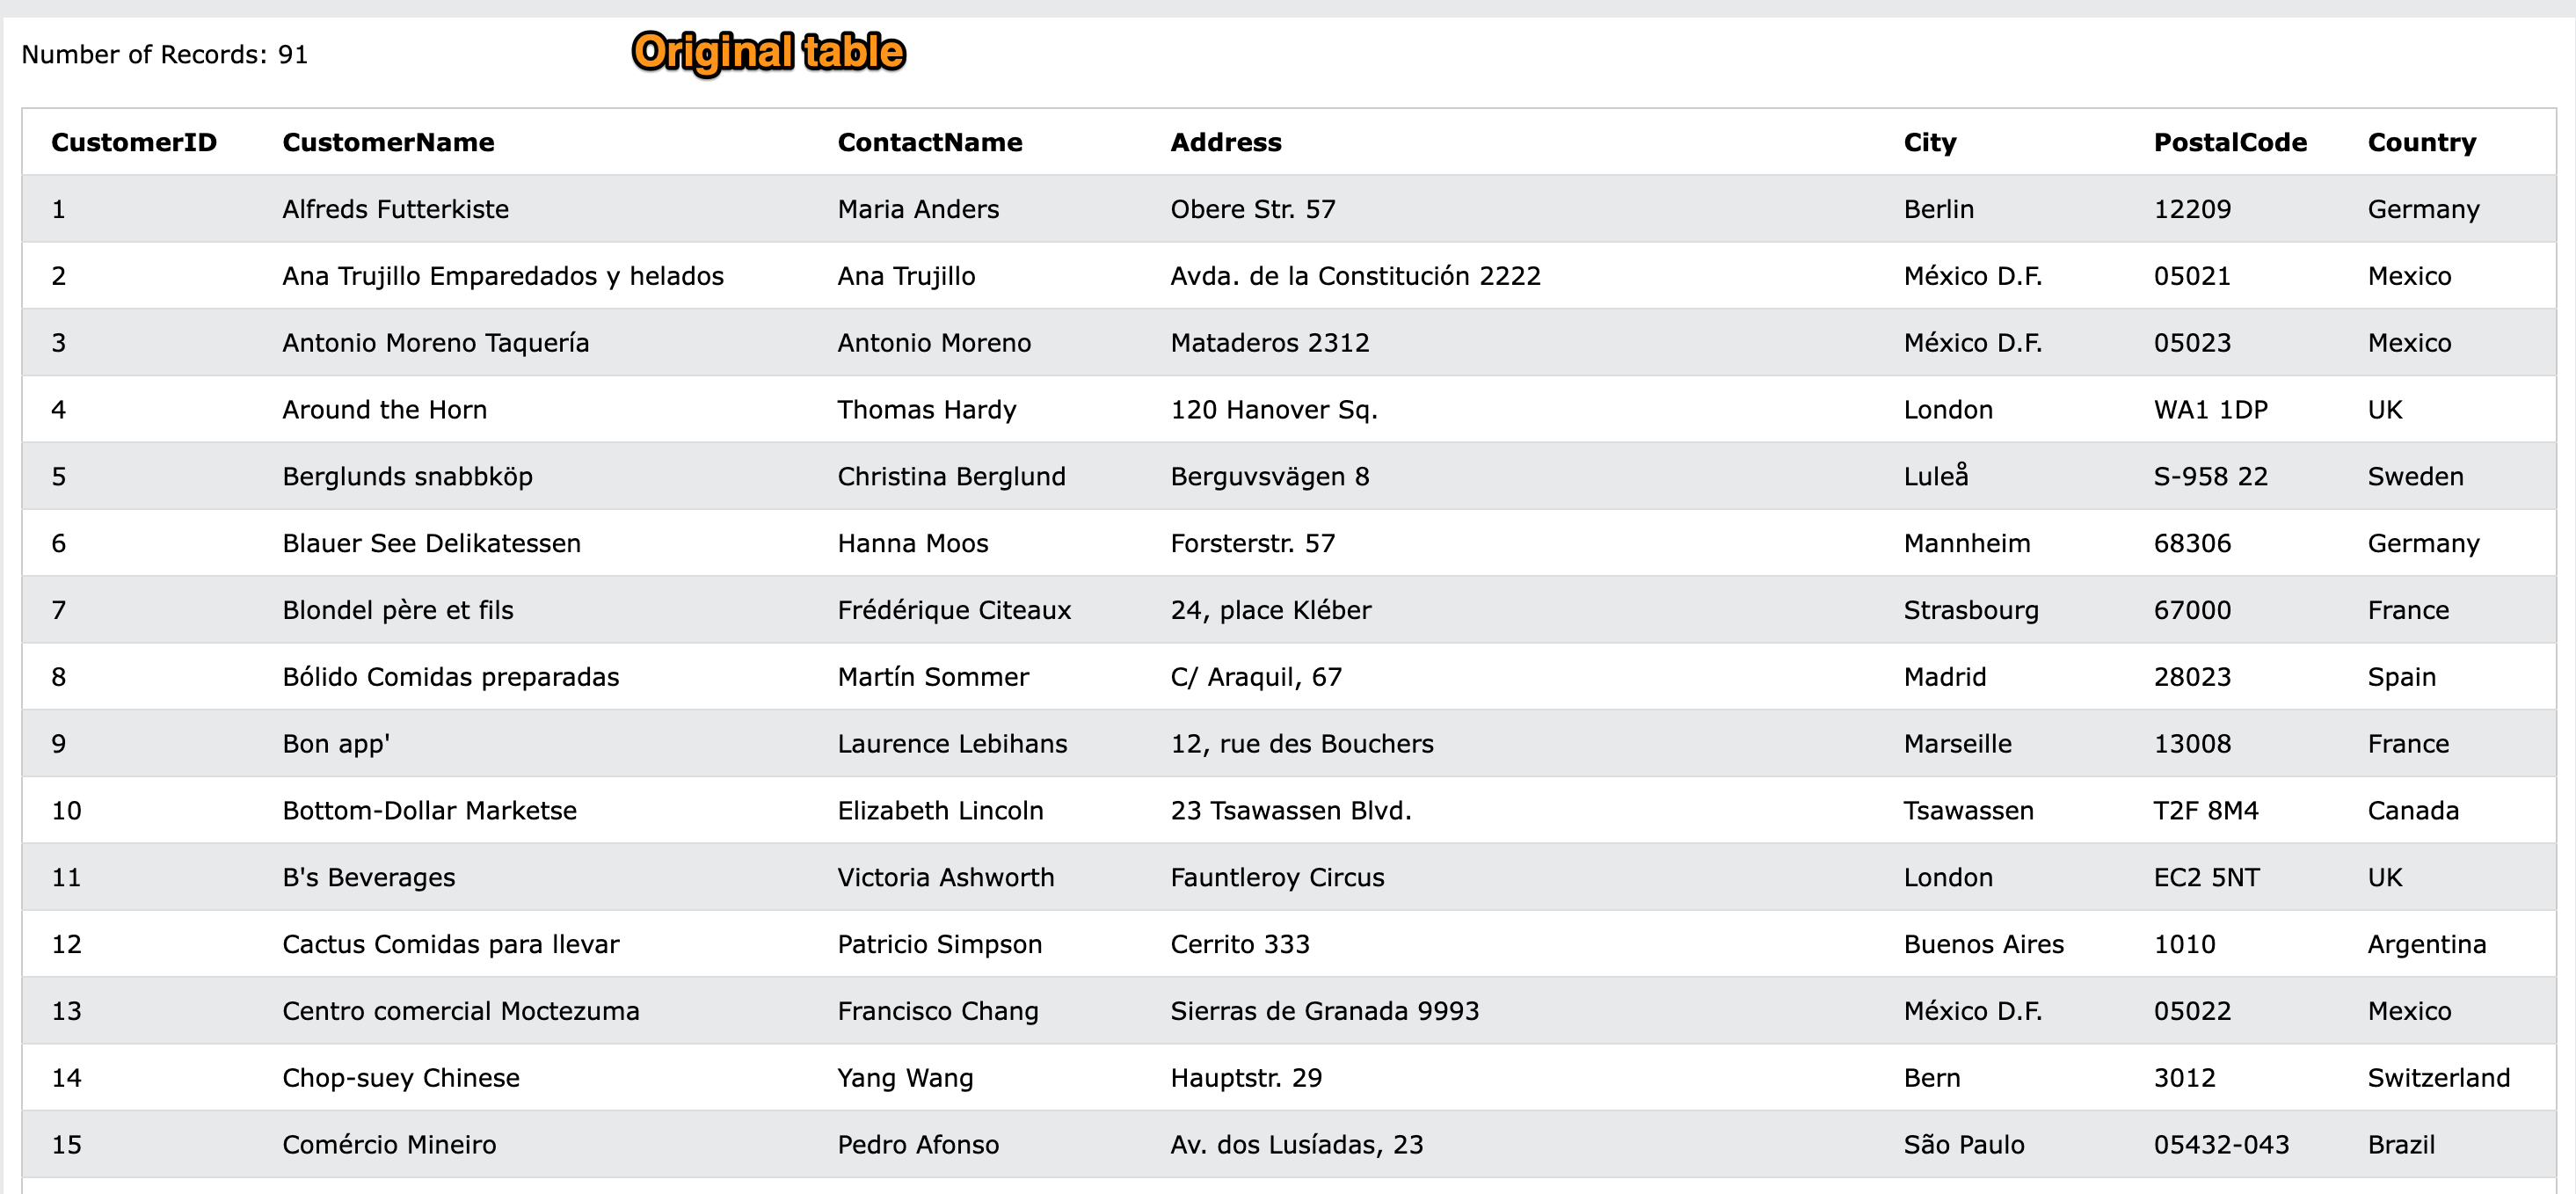 Number of Records: 91
Original table
CustomerID CustomerName ContactName Address City PostalCode Country
1 Alfreds Futterkiste Maria Anders Obere Str. 57 Berlin 12209 Germany
2 Ana Trujillo Emparedados y helados Ana Trujillo Avda. de la Constitución 2222 México D.F. 05021 Mexico
3 Antonio Moreno Taquería Antonio Moreno Mataderos 2312 México D.F. 05023 Mexico
4 Around the Horn Thomas Hardy 120 Hanover Sq. London WA1 1DP UK
5 Berglunds snabbköp Christina Berglund Berguvsvägen 8 Luleå S-958 22 Sweden
6 Blauer See Delikatessen Hanna Moos Forsterstr. 57 Mannheim 68306 Germany
7 Blondel père et fils Frédérique Citeaux 24, place Kléber Strasbourg 67000 France
8 Bólido Comidas preparadas Martín Sommer C/ Araquil, 67 Madrid 28023 Spain
9 Bon app' Laurence Lebihans 12, rue des Bouchers Marseille 13008 France
10 Bottom-Dollar Marketse Elizabeth Lincoln 23 Tsawassen Blvd. Tsawassen T2F 8M4 Canada
11 B's Beverages Victoria Ashworth Fauntleroy Circus London EC2 5NT UK
12 Cactus Comidas para llevar Patricio Simpson Cerrito 333 Buenos Aires 1010 Argentina
13 Centro comercial Moctezuma Francisco Chang Sierras de Granada 9993 México D.F. 05022 Mexico
14 Chop-suey Chinese Yang Wang Hauptstr. 29 Bern 3012 Switzerland
15 Comércio Mineiro Pedro Afonso Av. dos Lusíadas, 23 São Paulo 05432-043 Brazil